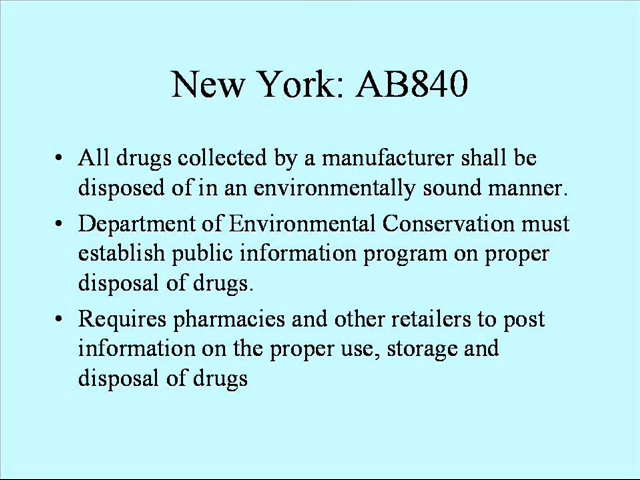 New York: AB840
• All drugs collected by a manufacturer shall be
disposed of in an environmentally sound manner.
• Department of Environmental Conservation must
establish public information program on proper
disposal of drugs.
• Requires pharmacies and other retailers to post
information on the proper use, storage and
disposal of drugs